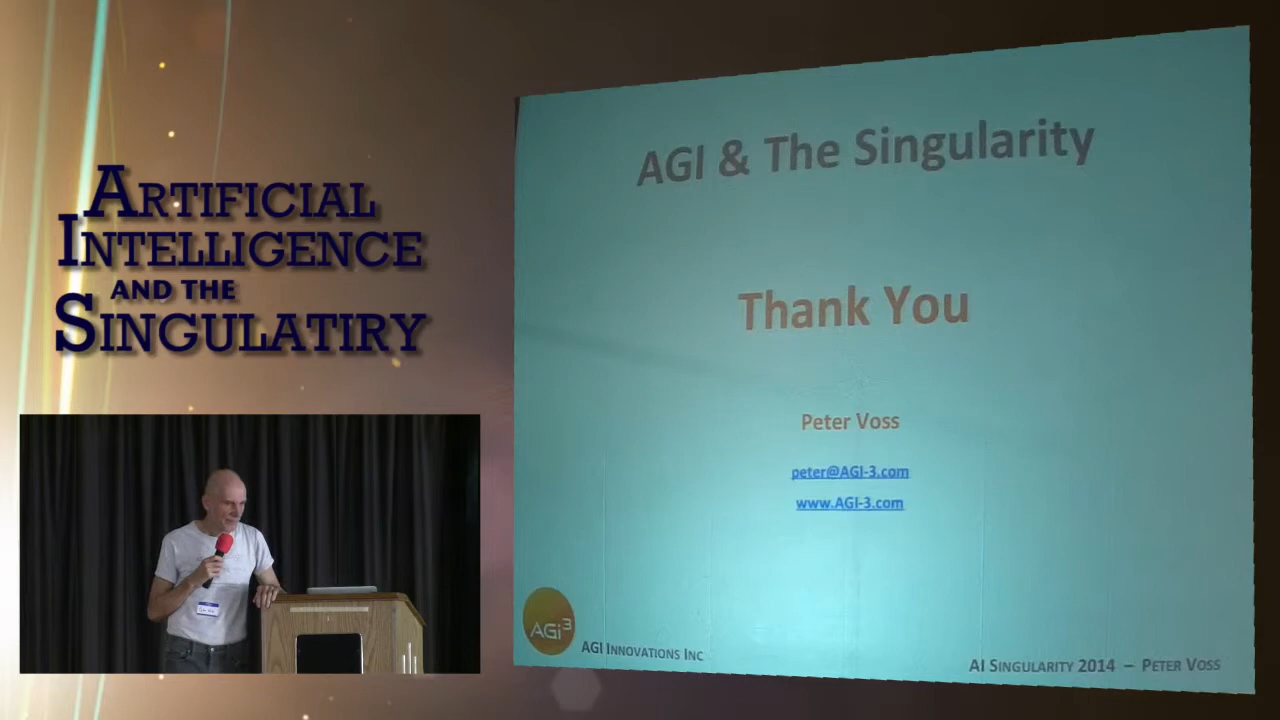 ARTIFICIAL
INTELLIGENCE
AND THE
SINGULATIRY
AGI & The Singularity
Thank You
Peter Voss
peter@AGI-3.com
www.AGI-3.com
AGi3
AGI INNOVATIONS INC
AI SINGULARITY 2014 – PETER VOSS